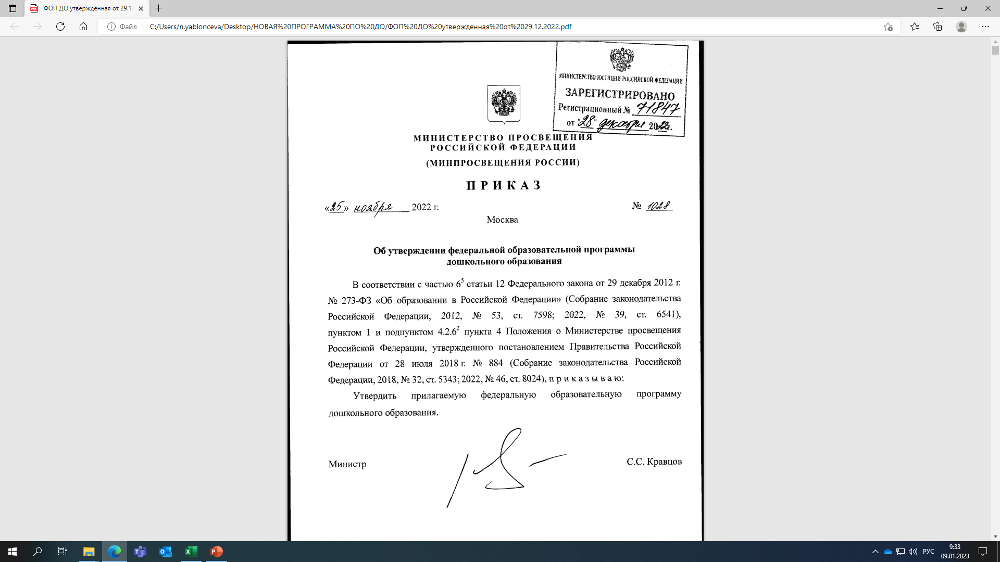 ФОП ДО утвержденная от 29.12
Файл
C:/Users/n.yablonceva/Desktop/НОВАЯ%20ПРОГРАММА%20ПО%20ДО/ФОП%20ДО%20утвержденная%20от%2029.12.2022.pdf
МИНИСТЕРСТВО ЮСТИЦИИ РОССИЙСКОЙ ФЕДЕРАЦИИ
ЗАРЕГИСТРИРОВАНО
Регистрационный № 71847
от "28" декабря 2022г.
МИНИСТЕРСТВО ПРОСВЕЩЕНИЯ
РОССИЙСКОЙ ФЕДЕРАЦИИ
(МИНПРОСВЕЩЕНИЯ РОССИИ)
ПРИКАЗ
«25» ноября 2022 г.
№ 1028
Москва
Об утверждении федеральной образовательной программы
дошкольного образования
В соответствии с частью 6⁵ статьи 12 Федерального закона от 29 декабря 2012 г.
№ 273-ФЗ «Об образовании в Российской Федерации» (Собрание законодательства
Российской Федерации, 2012, № 53, ст. 7598; 2022, № 39, ст. 6541),
пунктом 1 и подпунктом 4.2.6² пункта 4 Положения о Министерстве просвещения
Российской Федерации, утвержденного постановлением Правительства Российской
Федерации от 28 июля 2018 г. № 884 (Собрание законодательства Российской
Федерации, 2018, № 32, ст. 5343; 2022, № 46, ст. 8024), п р и к а з ы в а ю:
Утвердить прилагаемую федеральную образовательную программу
дошкольного образования.
Министр
С.С. Кравцов
РУС
9:33
09.01.2023